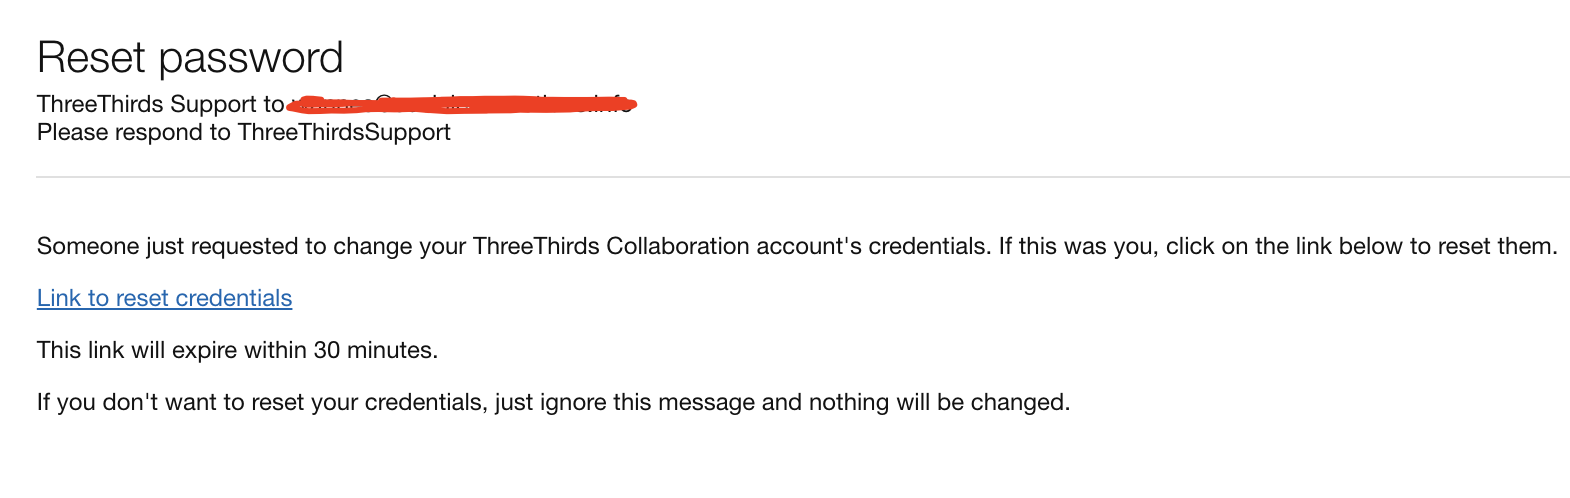 Reset password
ThreeThirds Support to
Please respond to ThreeThirdsSupport
Someone just requested to change your ThreeThirds Collaboration account's credentials. If this was you, click on the link below to reset them.
Link to reset credentials
This link will expire within 30 minutes.
If you don't want to reset your credentials, just ignore this message and nothing will be changed.